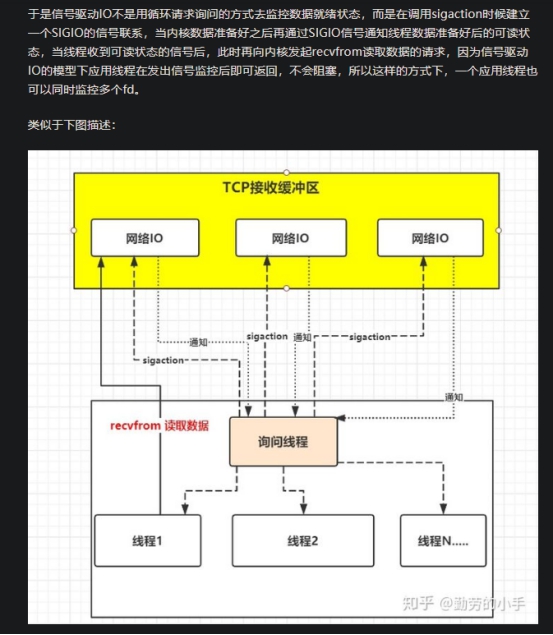 于是信号驱动IO不是用循环请求询问的方式去监控数据就绪状态，而是在调用sigaction时候建立
一个SIGIO的信号联系，当内核数据准备好之后再通过SIGIO信号通知线程数据准备好后的可读状
态，当线程收到可读状态的信号后，此时再向内核发起recvfrom读取数据的请求，因为信号驱动
IO的模型下应用线程在发出信号监控后即可返回，不会阻塞，所以这样的方式下，一个应用线程也
可以同时监控多个fd。
类似于下图描述：
TCP接收缓冲区
网络IO
网络IO
网络IO
通知
sigaction
通知
sigaction
sigaction
通知
recvfrom 读取数据
询问线程
线程1
线程2
线程N.....
知乎 @勤劳的小手